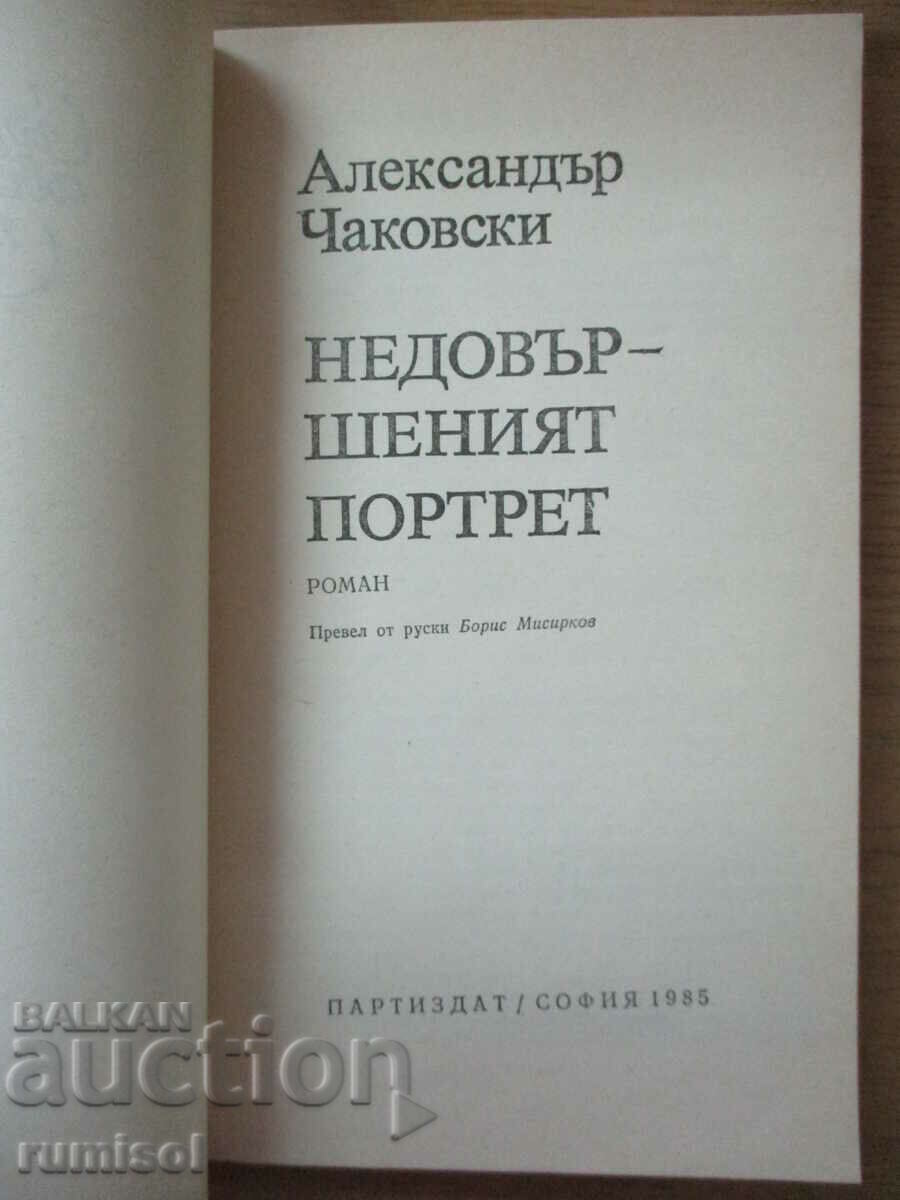 Александър
Чаковски
НЕДОВЪР-
ШЕНИЯТ
ПОРТРЕТ
РОМАН
Превел от руски Борис Мисирков
ПАРТИЗДАТ / СОФИЯ 1985
BALKAN
auction
rumisol